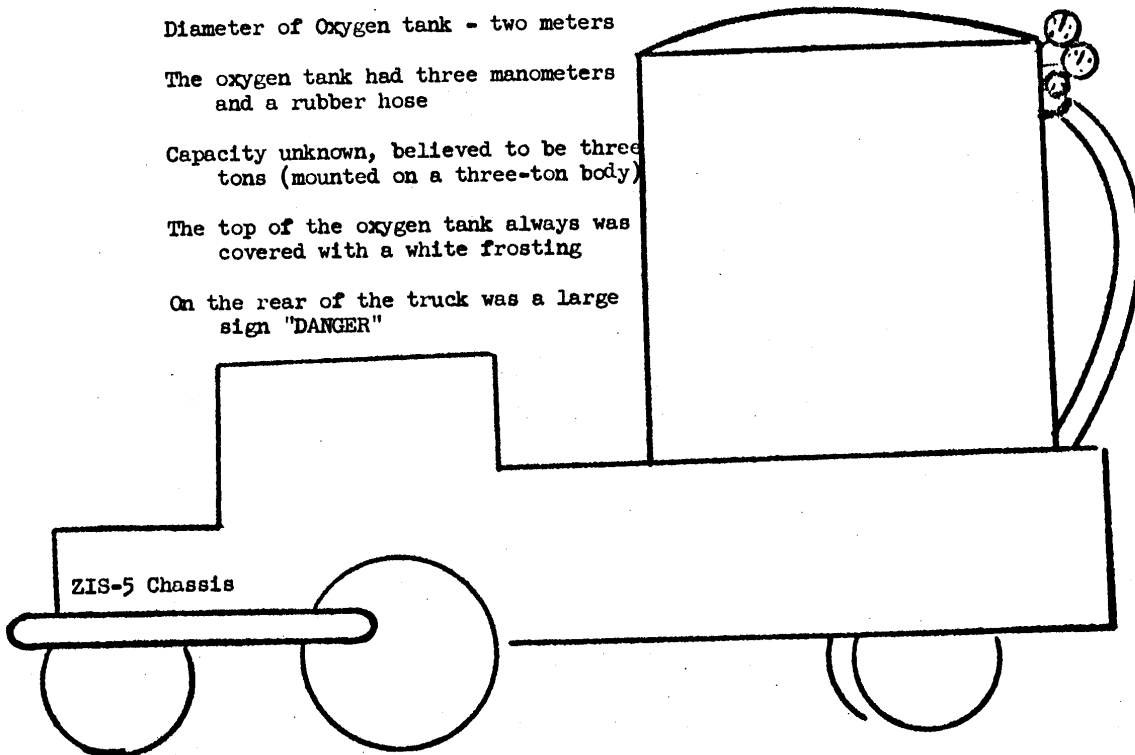 Diameter of Oxygen tank - two meters
The oxygen tank had three manometers
and a rubber hose
Capacity unknown, believed to be three
tons (mounted on a three-ton body)
The top of the oxygen tank always was
covered with a white frosting
On the rear of the truck was a large
sign "DANGER"
ZIS-5 Chassis